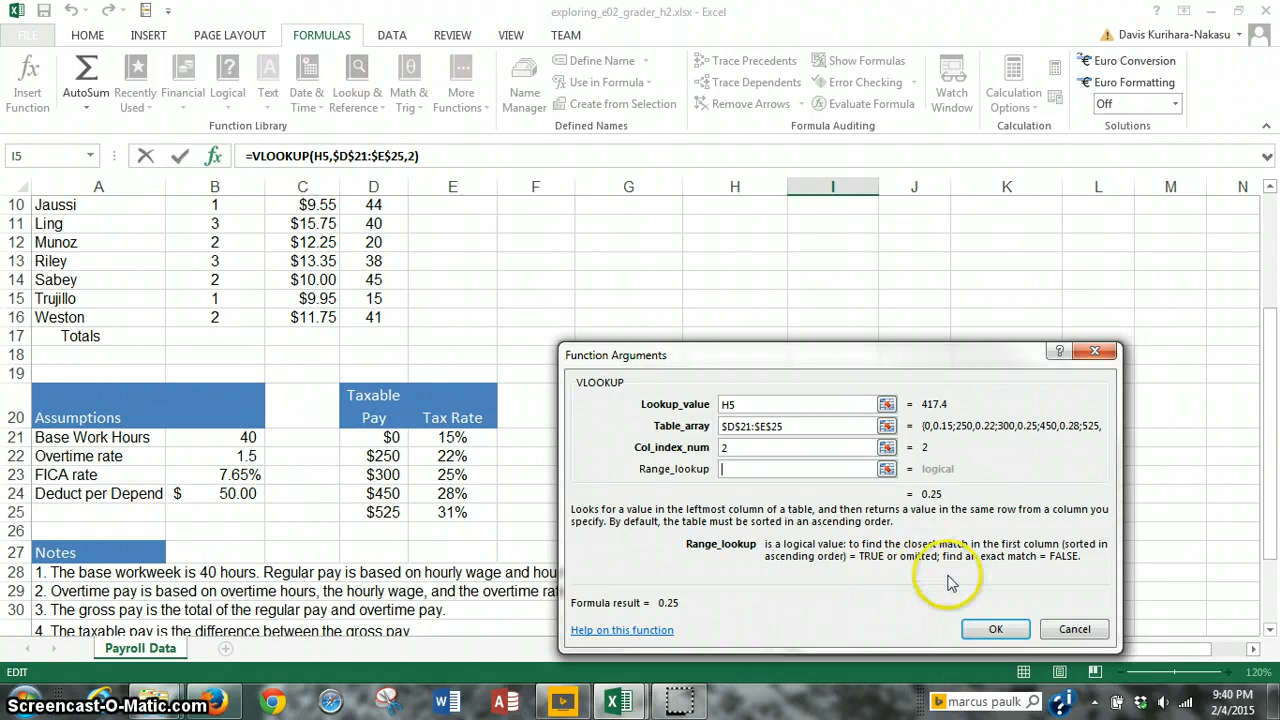 exploring_e02_grader_h2.xlsx - Excel
FILE HOME INSERT PAGE LAYOUT FORMULAS DATA REVIEW VIEW TEAM Davis Kurihara-Nakasu
Insert Function
AutoSum
Recently Used
Financial
Logical
Text
Date & Time
Lookup & Reference
Math & Trig
More Functions
Function Library
Name Manager
Define Name
Use in Formula
Create from Selection
Defined Names
Trace Precedents
Trace Dependents
Remove Arrows
Show Formulas
Error Checking
Evaluate Formula
Formula Auditing
Watch Window
Calculation Options
Calculation
Euro Conversion
Euro Formatting
Off
Solutions
I5 =VLOOKUP(H5,$D$21:$E$25,2)
A B C D E F G H I J K L M N
10 Jaussi 1 $9.55 44
11 Ling 3 $15.75 40
12 Munoz 2 $12.25 20
13 Riley 3 $13.35 38
14 Sabey 2 $10.00 45
15 Trujillo 1 $9.95 15
16 Weston 2 $11.75 41
17 Totals
18
19
20 Assumptions Taxable Pay Tax Rate
21 Base Work Hours 40 $0 15%
22 Overtime rate 1.5 $250 22%
23 FICA rate 7.65% $300 25%
24 Deduct per Depend $ 50.00 $450 28%
25 $525 31%
26
27 Notes
28 1. The base workweek is 40 hours. Regular pay is based on hourly wage and hou
29 2. Overtime pay is based on overtime hours, the hourly wage, and the overtime rat
30 3. The gross pay is the total of the regular pay and overtime pay.
4. The taxable pay is the difference between the gross pay
Function Arguments
VLOOKUP
Lookup_value H5 = 417.4
Table_array $D$21:$E$25 = {0,0.15;250,0.22;300,0.25;450,0.28;525,
Col_index_num 2 = 2
Range_lookup = logical
= 0.25
Looks for a value in the leftmost column of a table, and then returns a value in the same row from a column you
specify. By default, the table must be sorted in an ascending order.
Range_lookup is a logical value: to find the closest match in the first column (sorted in
ascending order) = TRUE or omitted; find an exact match = FALSE.
Formula result = 0.25
Help on this function
OK Cancel
Payroll Data
EDIT 120%
Screencast-O-Matic.com
marcus paulk
9:40 PM
2/4/2015